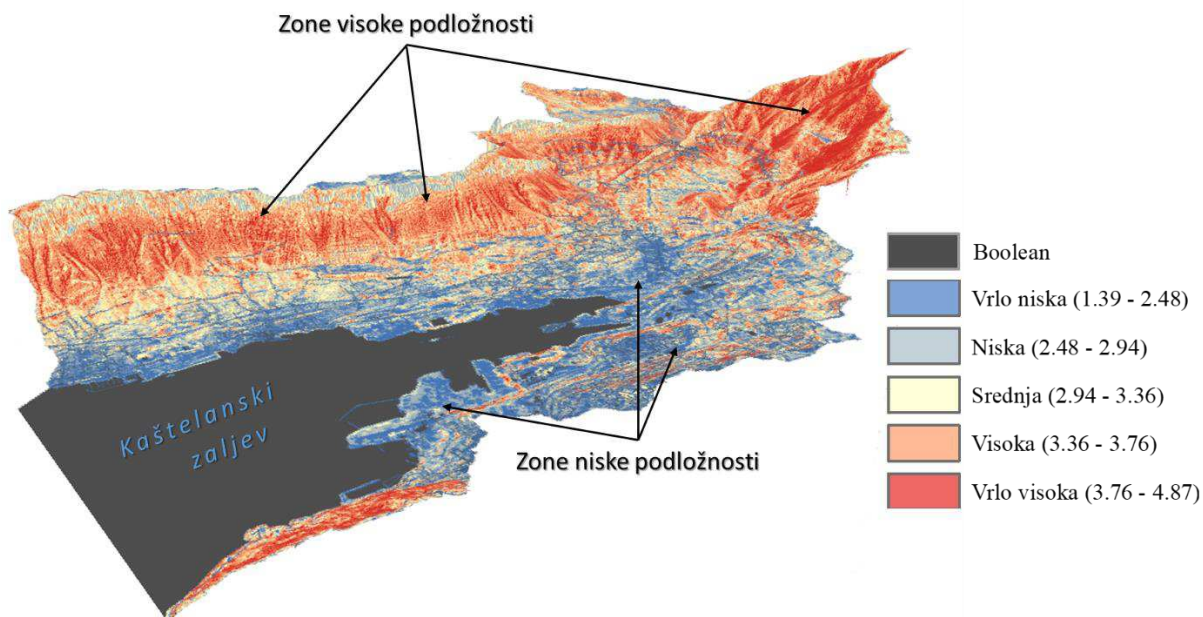 Zone visoke podložnosti
Kaštelanski
zaljev
Zone niske podložnosti
Boolean
Vrlo niska (1.39 - 2.48)
Niska (2.48 - 2.94)
Srednja (2.94 - 3.36)
Visoka (3.36 - 3.76)
Vrlo visoka (3.76 - 4.87)